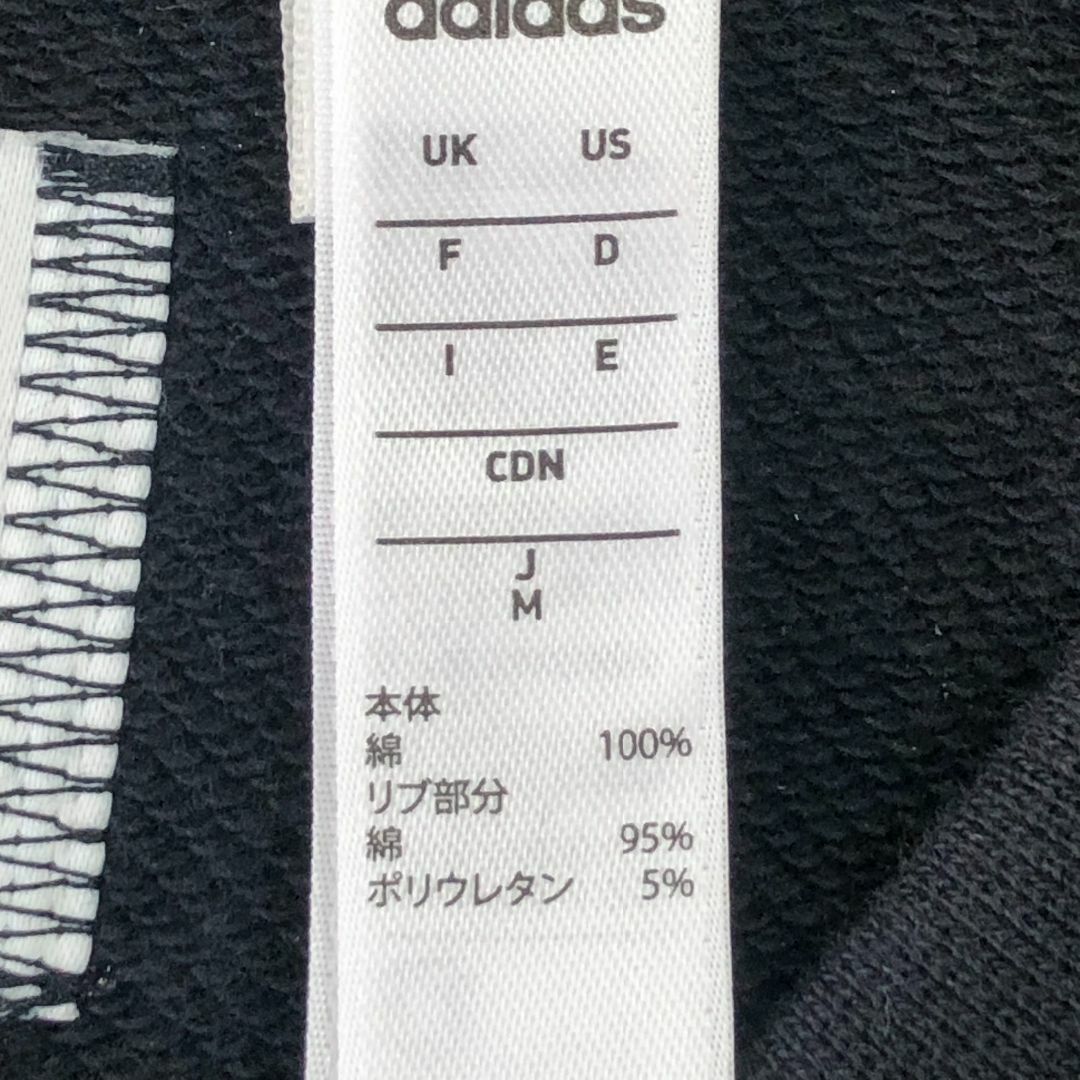 adidas
UK US
F D
I E
CDN
J
M
本体
綿 100%
リブ部分
綿 95%
ポリウレタン 5%